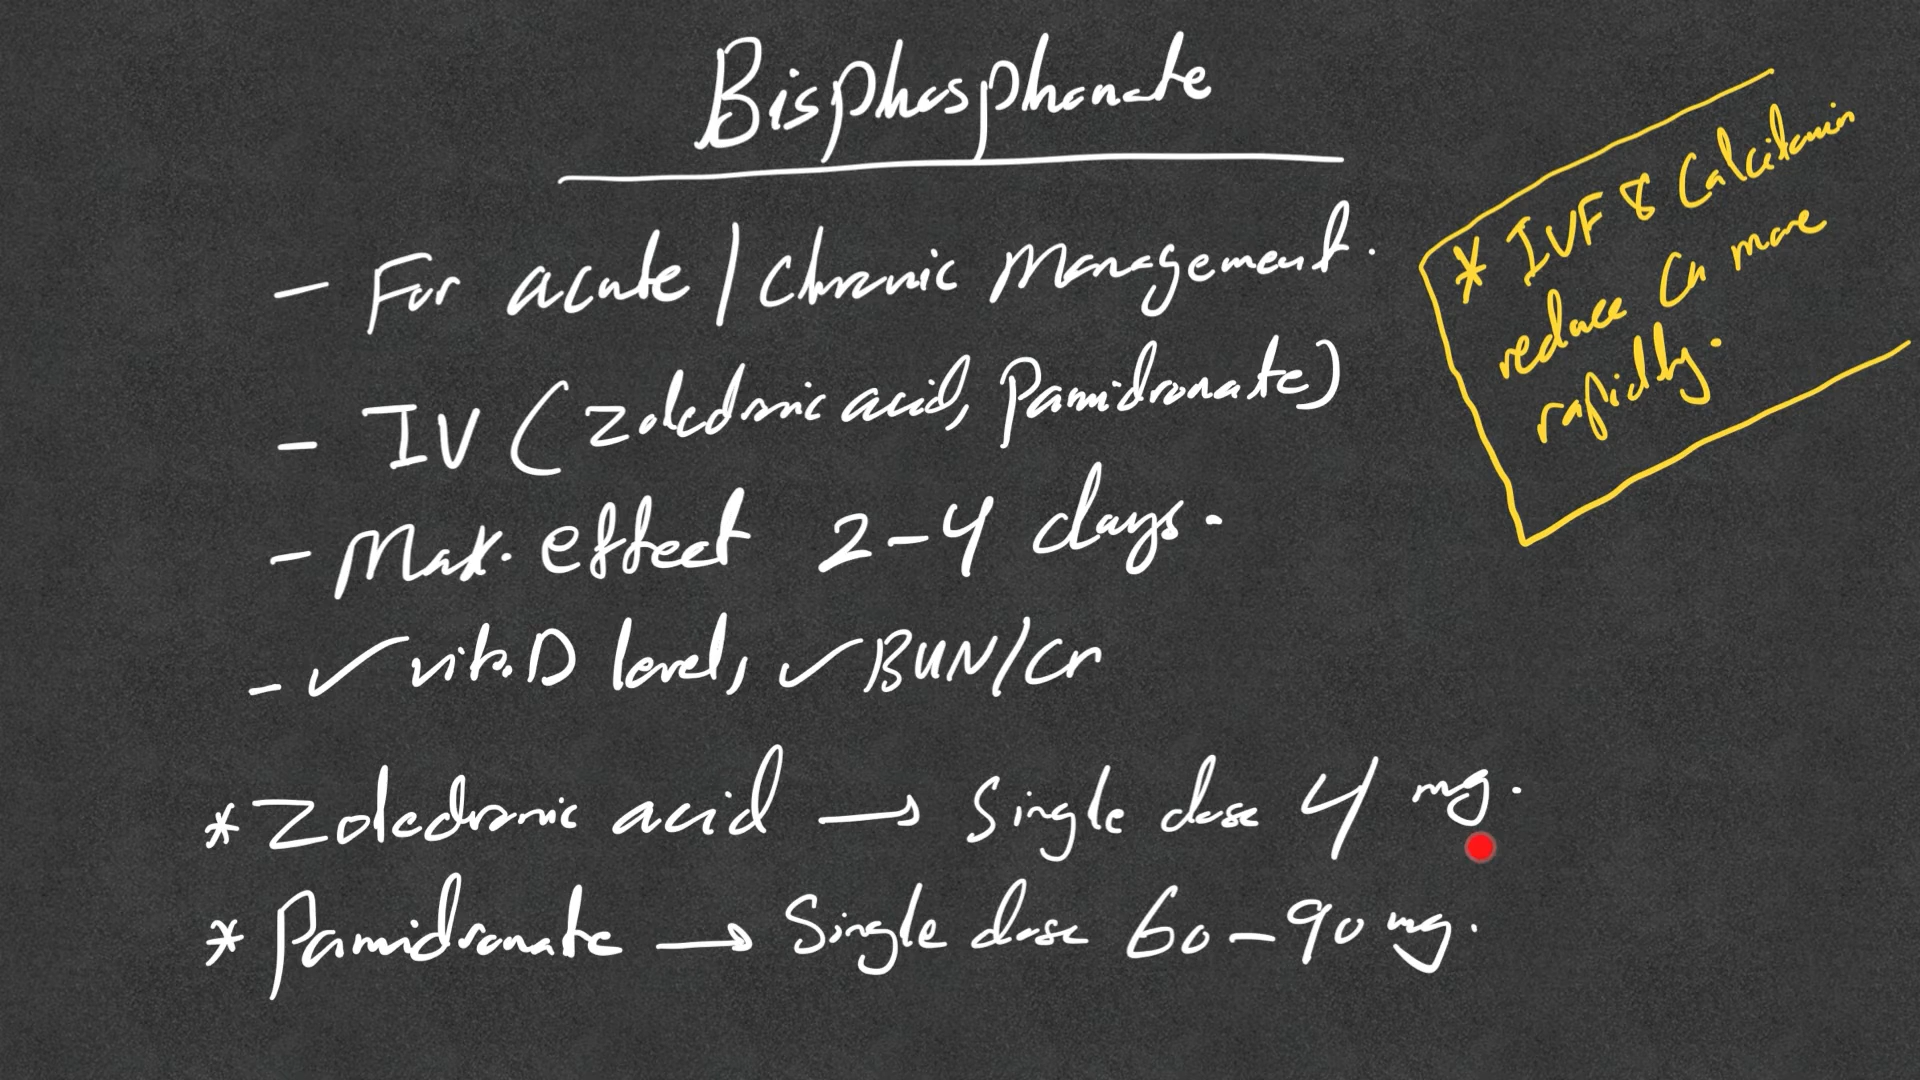 Bisphosphonate
- For acute / chronic management.
- IV (Zoledronic acid, Pamidronate)
- Max. effect 2-4 days.
- ✓ vit. D level, ✓ BUN/Cr
* Zoledronic acid → Single dose 4 mg.
* Pamidronate → Single dose 60-90 mg.
* IVF & Calcitonin
reduce Ca more
rapidly.